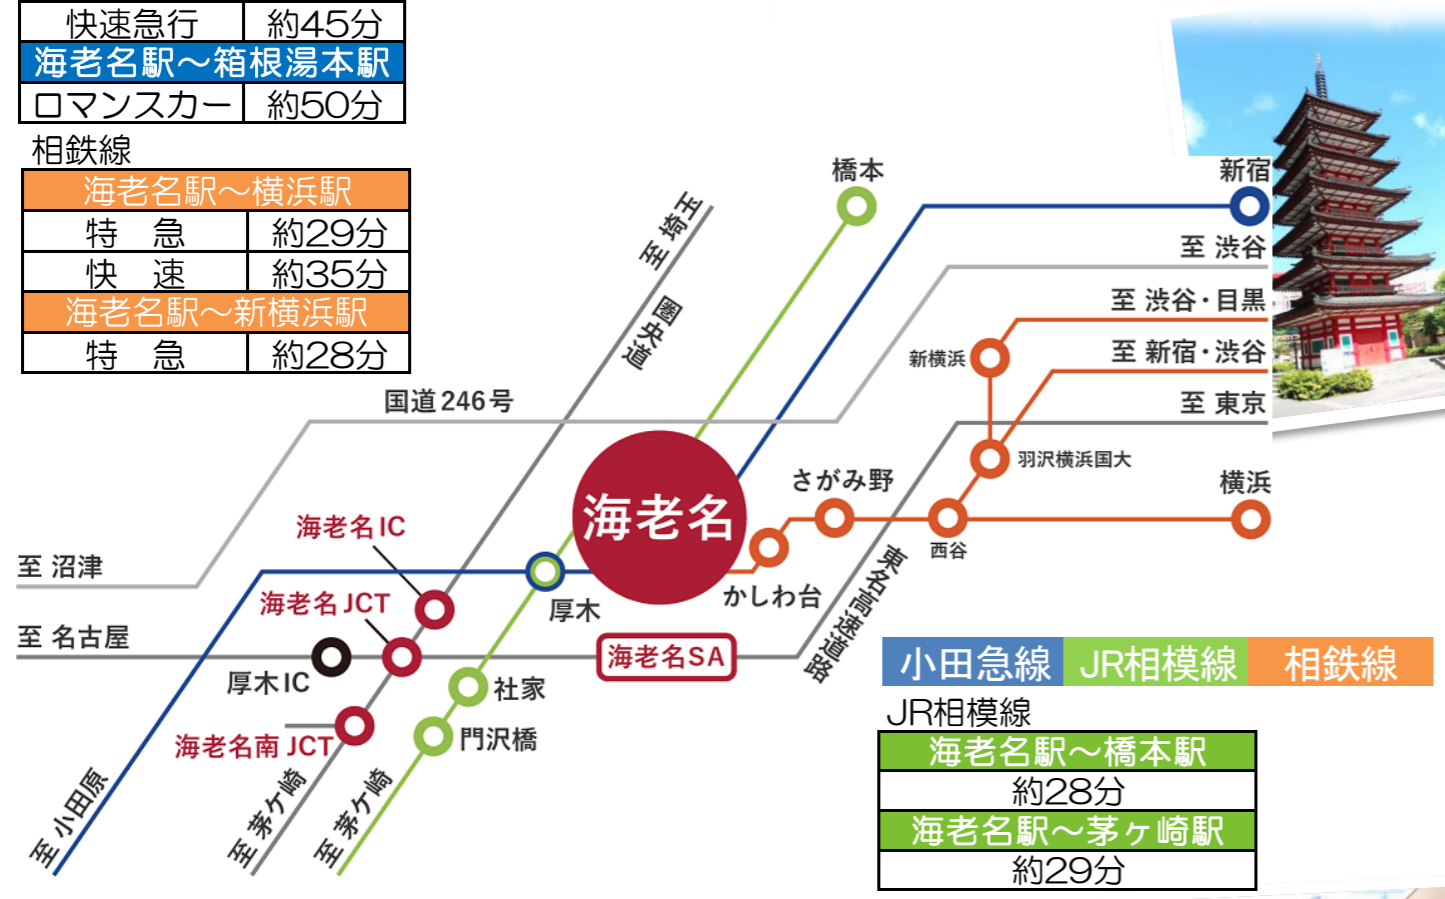 快速急行 約45分
海老名駅～箱根湯本駅
ロマンスカー 約50分
相鉄線
海老名駅～横浜駅
特　急 約29分
快　速 約35分
海老名駅～新横浜駅
特　急 約28分
橋本
新宿
至 埼玉
圏央道
至 渋谷
至 渋谷・目黒
新横浜
至 新宿・渋谷
国道246号
至 東京
羽沢横浜国大
さがみ野
横浜
海老名
海老名IC
西谷
至 沼津
かしわ台
東名高速道路
海老名JCT
厚木
至 名古屋
海老名SA
厚木IC
社家
海老名南JCT
門沢橋
至 小田原
至 茅ケ崎
至 茅ケ崎
小田急線 JR相模線 相鉄線
JR相模線
海老名駅～橋本駅
約28分
海老名駅～茅ヶ崎駅
約29分